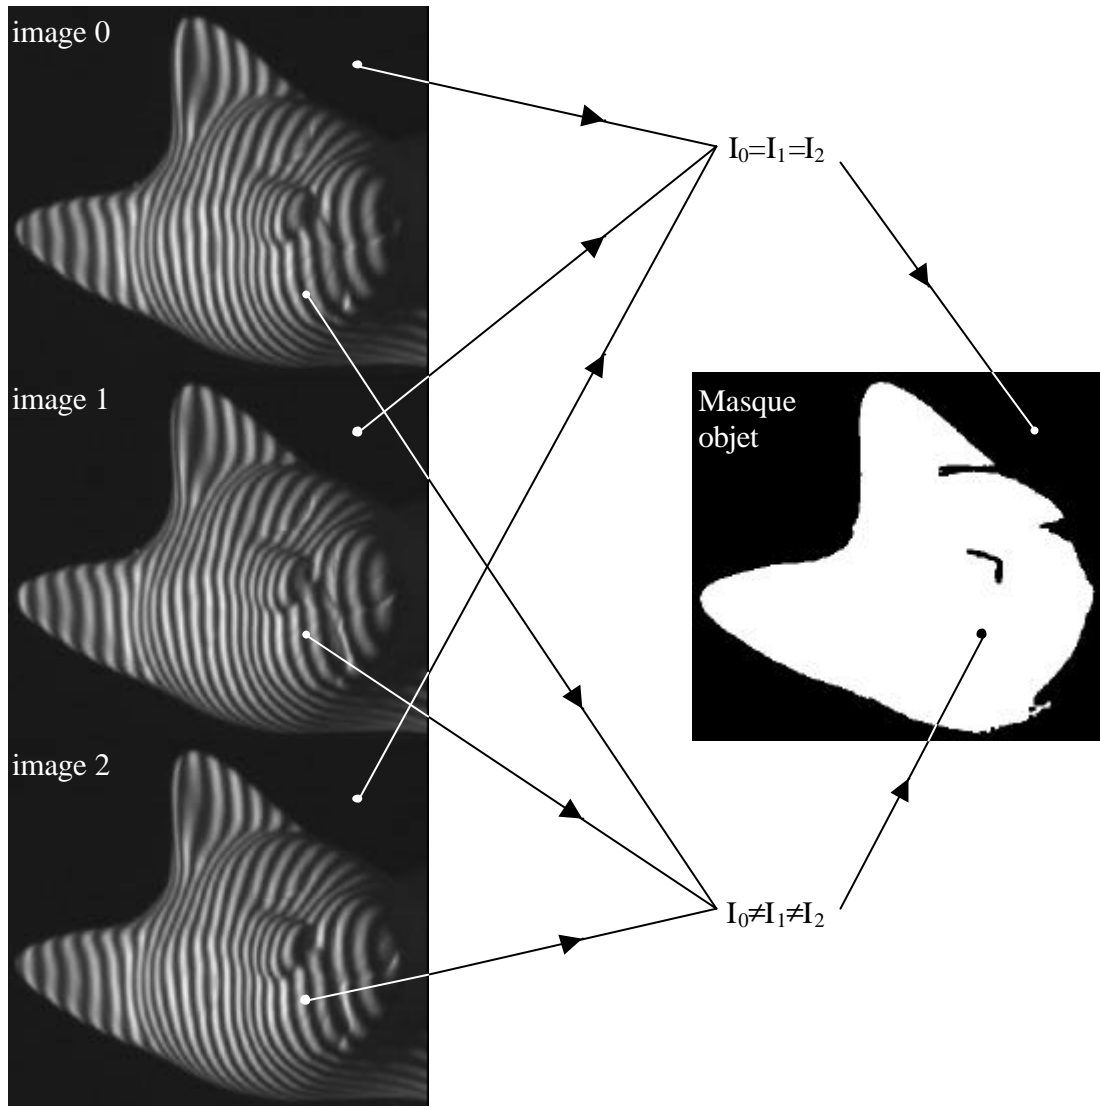 image 0
I₀=I₁=I₂
image 1
Masque
objet
image 2
I₀≠I₁≠I₂